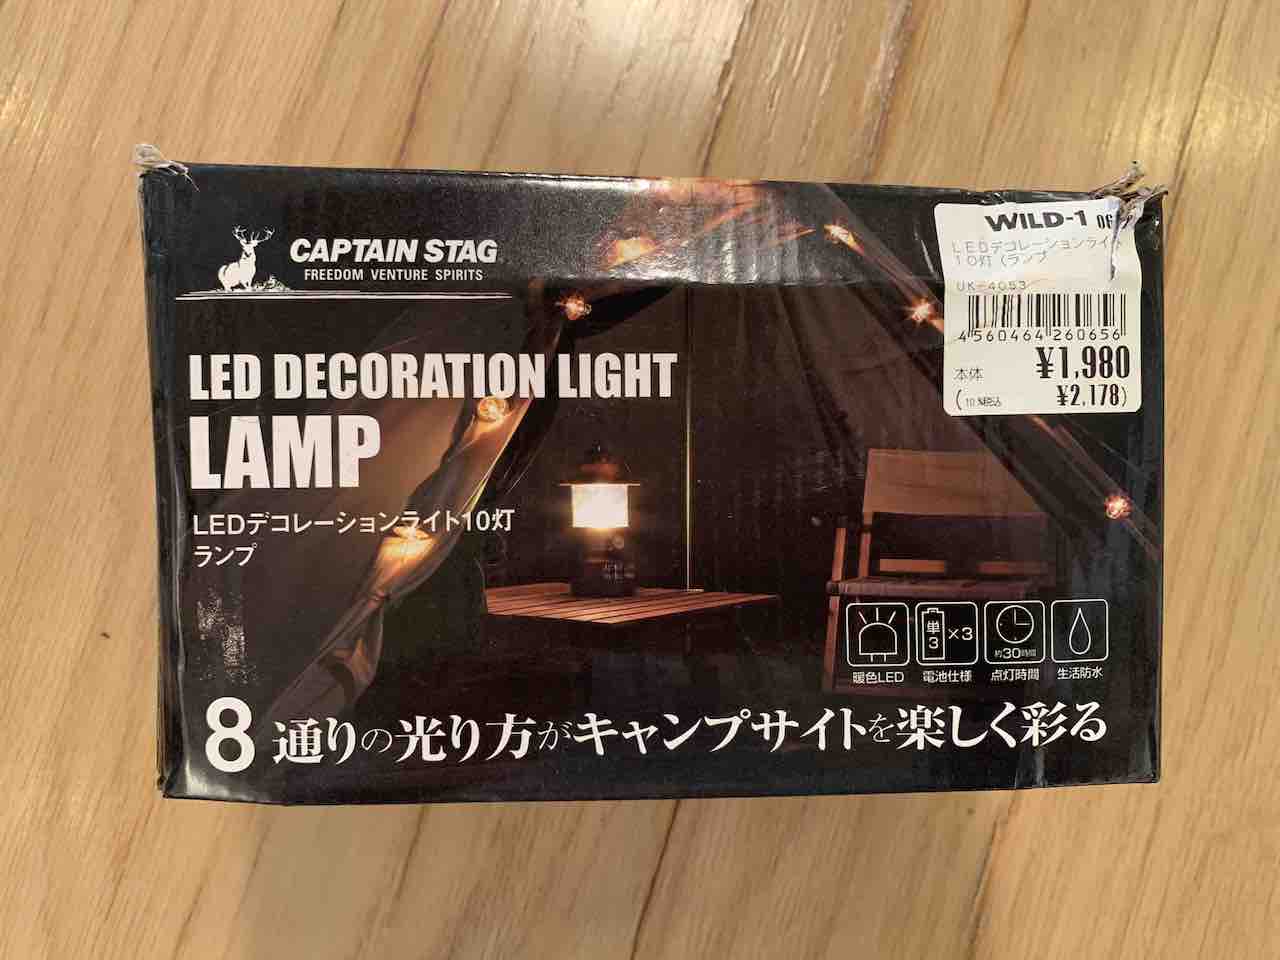 CAPTAIN STAG
FREEDOM VENTURE SPIRITS
LED DECORATION LIGHT
LAMP
LEDデコレーションライト10灯
ランプ
WILD-1
LEDデコレーションライト
10灯（ランプ
UK-4053
4560464260656
本体 ¥1,980
(10%税込 ¥2,178)
単3×3
約30時間
暖色LED 電池仕様 点灯時間 生活防水
8通りの光り方がキャンプサイトを楽しく彩る